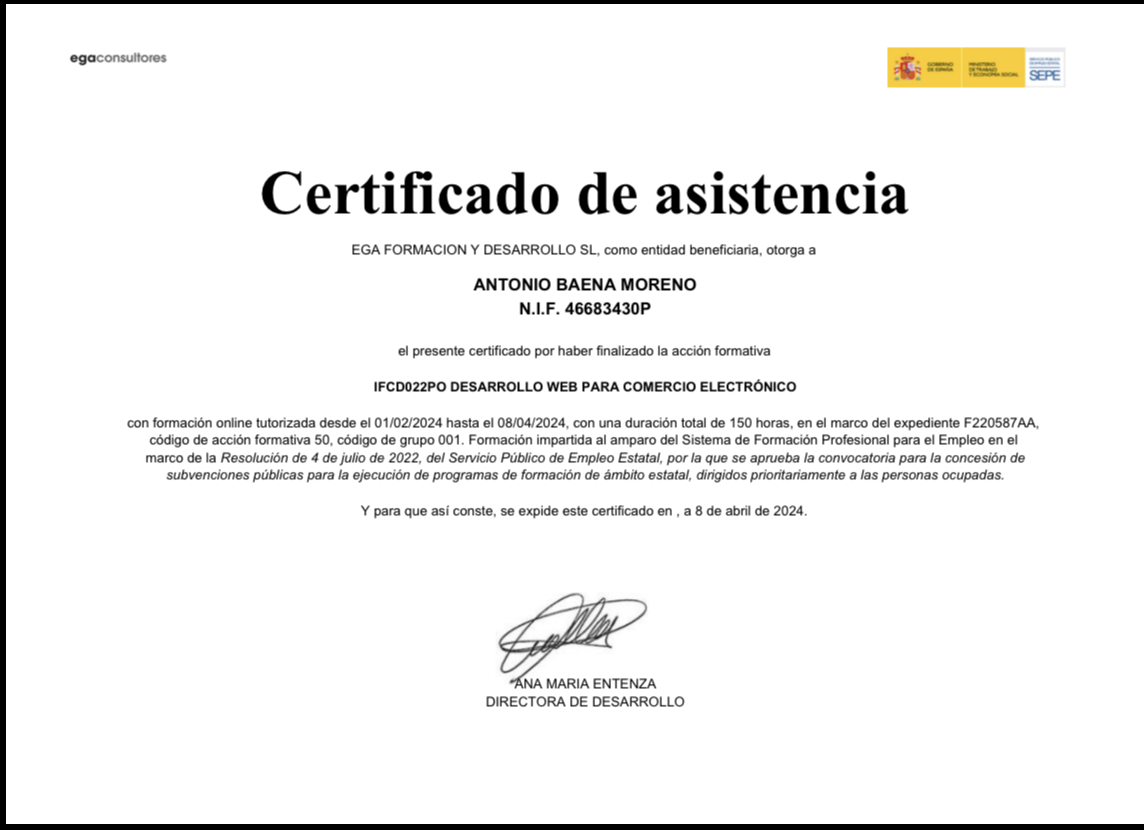 egaconsultores
GOBIERNO
DE ESPAÑA
MINISTERIO
DE TRABAJO
Y ECONOMÍA SOCIAL
SERVICIO PÚBLICO
DE EMPLEO ESTATAL
SEPE
Certificado de asistencia
EGA FORMACION Y DESARROLLO SL, como entidad beneficiaria, otorga a
ANTONIO BAENA MORENO
N.I.F. 46683430P
el presente certificado por haber finalizado la acción formativa
IFCD022PO DESARROLLO WEB PARA COMERCIO ELECTRÓNICO
con formación online tutorizada desde el 01/02/2024 hasta el 08/04/2024, con una duración total de 150 horas, en el marco del expediente F220587AA,
código de acción formativa 50, código de grupo 001. Formación impartida al amparo del Sistema de Formación Profesional para el Empleo en el
marco de la Resolución de 4 de julio de 2022, del Servicio Público de Empleo Estatal, por la que se aprueba la convocatoria para la concesión de
subvenciones públicas para la ejecución de programas de formación de ámbito estatal, dirigidos prioritariamente a las personas ocupadas.
Y para que así conste, se expide este certificado en , a 8 de abril de 2024.
ANA MARIA ENTENZA
DIRECTORA DE DESARROLLO